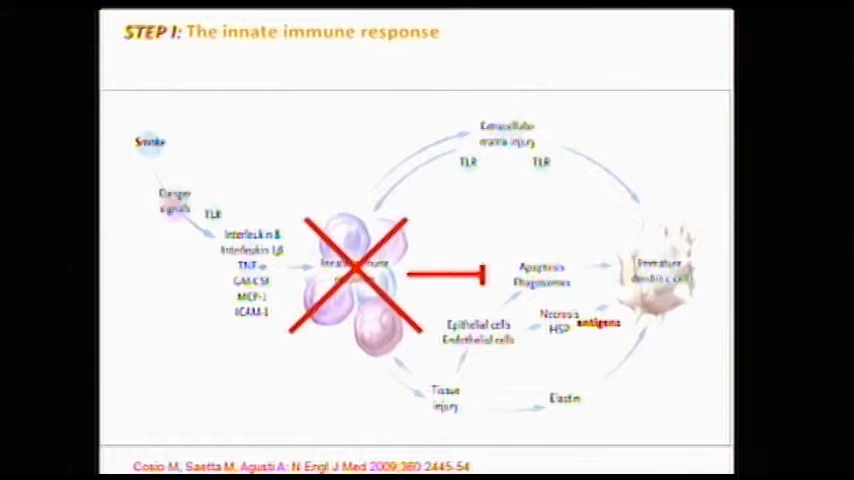 STEP I: The innate immune response
Smoke
Danger
signals
TLR
Interleukin 8
Interleukin 1β
TNF-α
GM-CSF
MCP-1
ICAM-1
Extracellular
matrix injury
TLR TLR
Apoptosis
Phagosomes
Epithelial cells
Endothelial cells
Necrosis
HSP
antigens
Tissue
injury
Elastin
Immature
dendritic cell
Cosio M, Saetta M, Agusti A: N Engl J Med 2009;360:2445-54